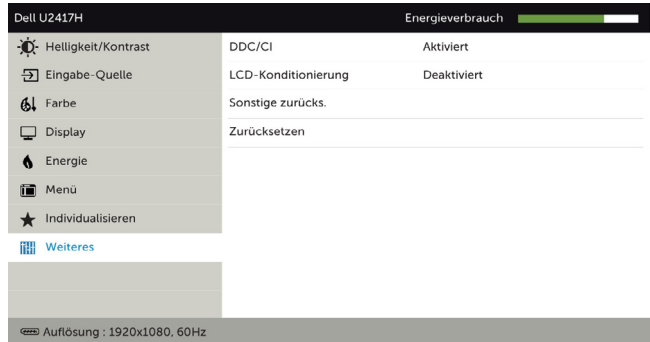 Dell U2417H Energieverbrauch
Helligkeit/Kontrast DDC/CI Aktiviert
Eingabe-Quelle LCD-Konditionierung Deaktiviert
Farbe Sonstige zurücks.
Display Zurücksetzen
Energie
Menü
Individualisieren
Weiteres
Auflösung : 1920x1080, 60Hz